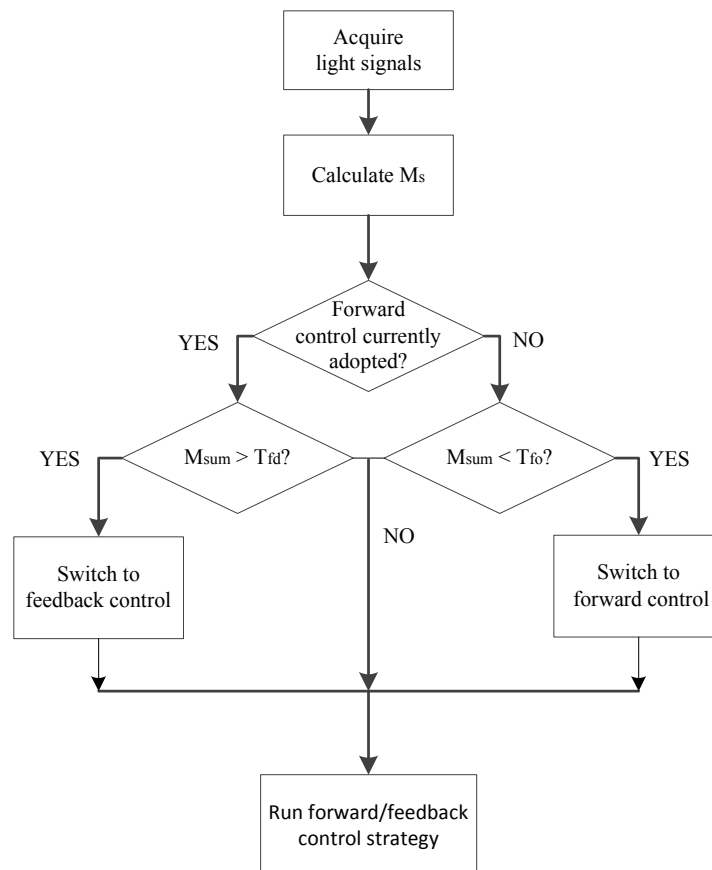 Acquire
light signals
Calculate Ms
Forward
control currently
adopted?
YES
NO
YES
Msum > Tfd?
Msum < Tfo?
YES
NO
Switch to
feedback control
Switch to
forward control
Run forward/feedback
control strategy